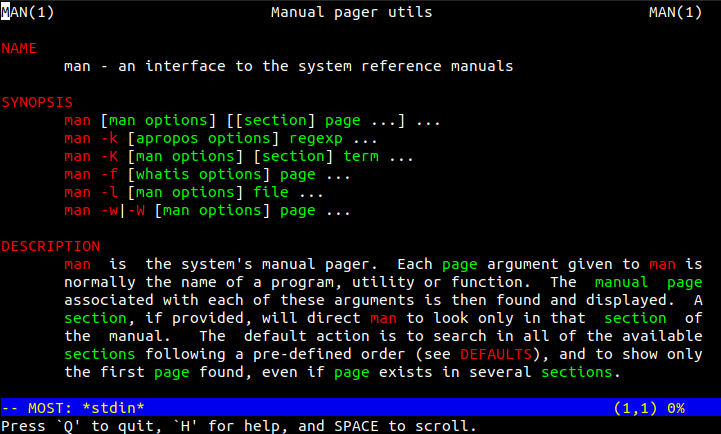 MAN(1) Manual pager utils MAN(1)
NAME
man - an interface to the system reference manuals
SYNOPSIS
man [man options] [[section] page ...] ...
man -k [apropos options] regexp ...
man -K [man options] [section] term ...
man -f [whatis options] page ...
man -l [man options] file ...
man -w|-W [man options] page ...
DESCRIPTION
man is the system's manual pager. Each page argument given to man is
normally the name of a program, utility or function. The manual page
associated with each of these arguments is then found and displayed. A
section, if provided, will direct man to look only in that section of
the manual. The default action is to search in all of the available
sections following a pre-defined order (see DEFAULTS), and to show only
the first page found, even if page exists in several sections.
-- MOST: *stdin* (1,1) 0%
Press `Q' to quit, `H' for help, and SPACE to scroll.